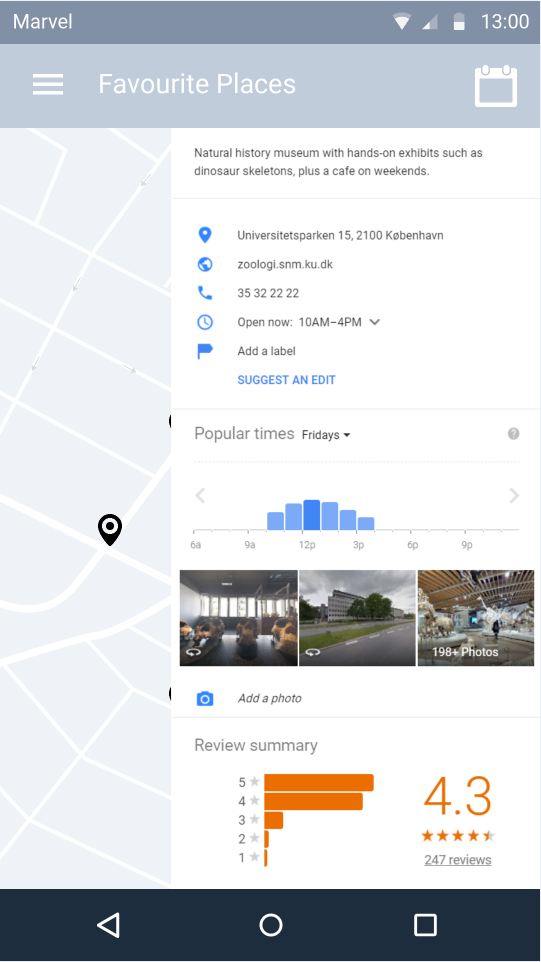 Marvel 13:00
Favourite Places
Natural history museum with hands-on exhibits such as
dinosaur skeletons, plus a cafe on weekends.
Universitetsparken 15, 2100 København
zoologi.snm.ku.dk
35 32 22 22
Open now: 10AM–4PM
Add a label
SUGGEST AN EDIT
Popular times Fridays
6a 9a 12p 3p 6p 9p
198+ Photos
Add a photo
Review summary
5
4
3
2
1
4.3
247 reviews